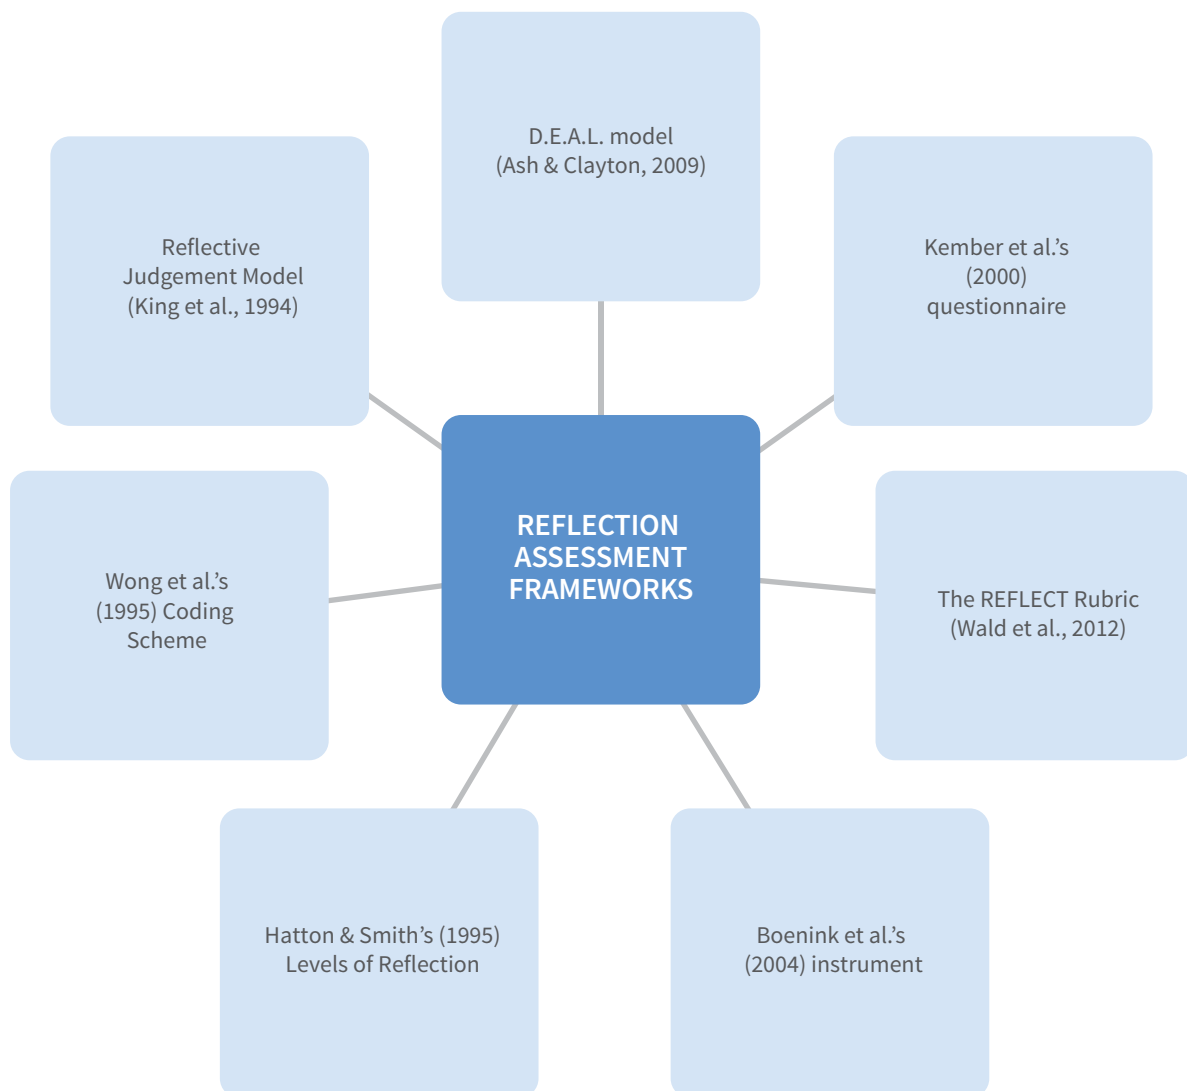 D.E.A.L. model
(Ash & Clayton, 2009)
Reflective
Judgement Model
(King et al., 1994)
Kember et al.’s
(2000)
questionnaire
REFLECTION
ASSESSMENT
FRAMEWORKS
Wong et al.’s
(1995) Coding
Scheme
The REFLECT Rubric
(Wald et al., 2012)
Hatton & Smith’s (1995)
Levels of Reflection
Boenink et al.’s
(2004) instrument